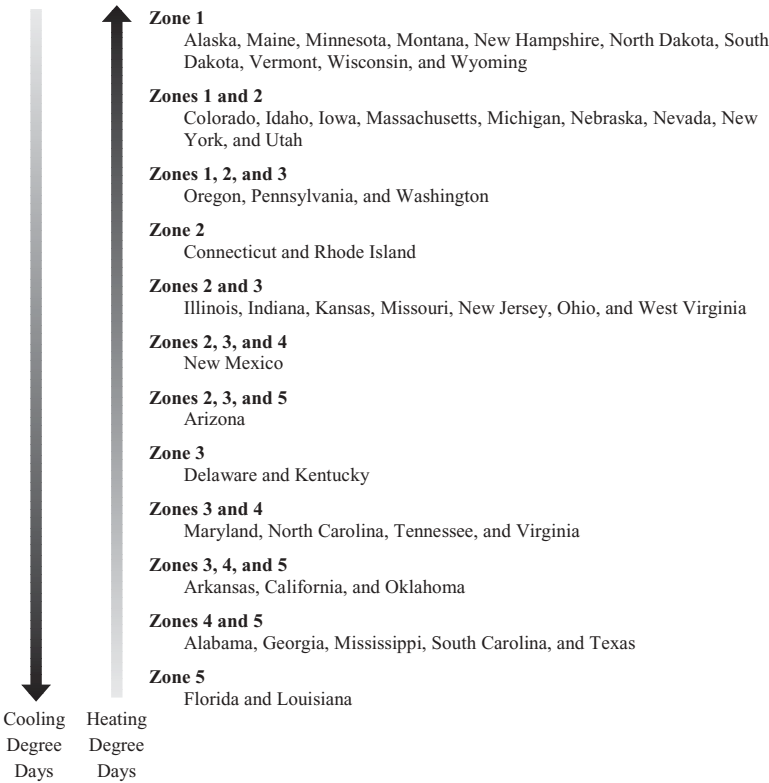 Zone 1
Alaska, Maine, Minnesota, Montana, New Hampshire, North Dakota, South
Dakota, Vermont, Wisconsin, and Wyoming
Zones 1 and 2
Colorado, Idaho, Iowa, Massachusetts, Michigan, Nebraska, Nevada, New
York, and Utah
Zones 1, 2, and 3
Oregon, Pennsylvania, and Washington
Zone 2
Connecticut and Rhode Island
Zones 2 and 3
Illinois, Indiana, Kansas, Missouri, New Jersey, Ohio, and West Virginia
Zones 2, 3, and 4
New Mexico
Zones 2, 3, and 5
Arizona
Zone 3
Delaware and Kentucky
Zones 3 and 4
Maryland, North Carolina, Tennessee, and Virginia
Zones 3, 4, and 5
Arkansas, California, and Oklahoma
Zones 4 and 5
Alabama, Georgia, Mississippi, South Carolina, and Texas
Zone 5
Florida and Louisiana
Cooling
Degree
Days
Heating
Degree
Days